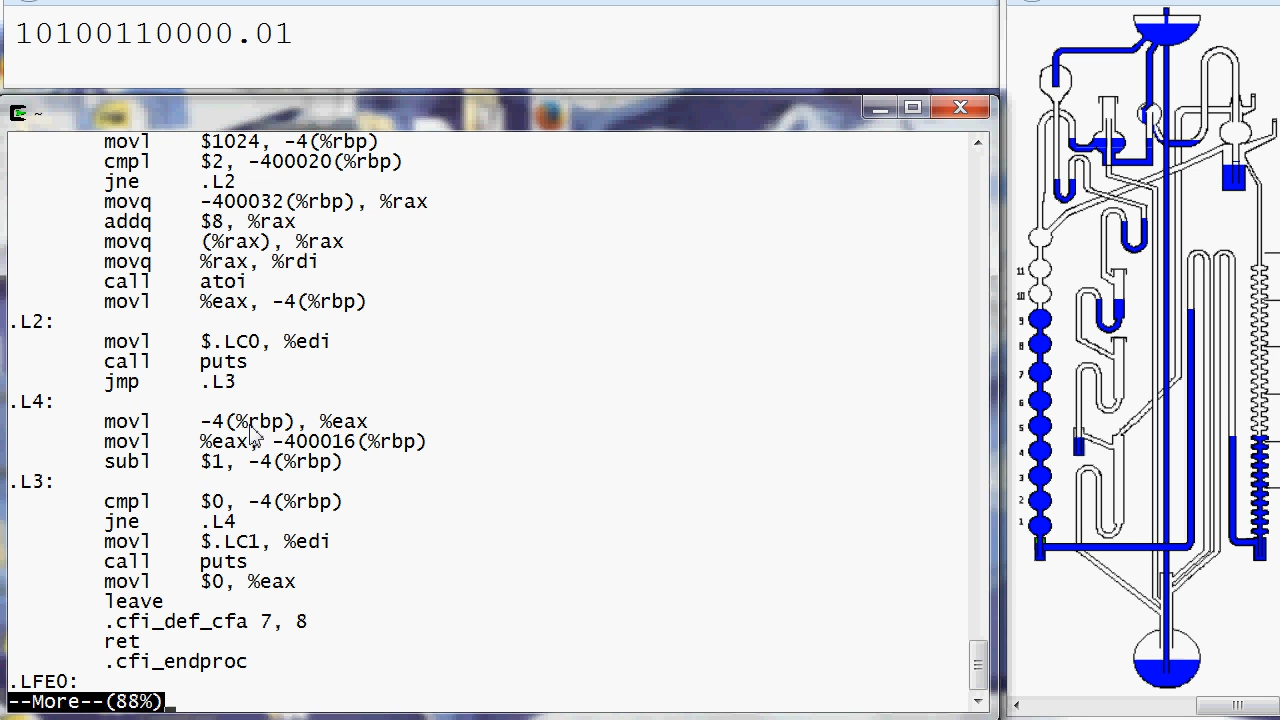 10100110000.01
~
movl $1024, -4(%rbp)
cmpl $2, -400020(%rbp)
jne .L2
movq -400032(%rbp), %rax
addq $8, %rax
movq (%rax), %rax
movq %rax, %rdi
call atoi
movl %eax, -4(%rbp)
.L2:
movl $.LC0, %edi
call puts
jmp .L3
.L4:
movl -4(%rbp), %eax
movl %eax, -400016(%rbp)
subl $1, -4(%rbp)
.L3:
cmpl $0, -4(%rbp)
jne .L4
movl $.LC1, %edi
call puts
movl $0, %eax
leave
.cfi_def_cfa 7, 8
ret
.cfi_endproc
.LFE0:
--More--(88%)
11
10
9
8
7
6
5
4
3
2
1